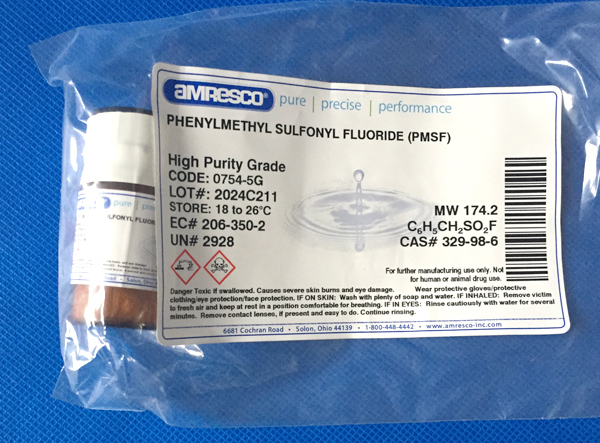 AMRESCO® pure | precise | performance
PHENYLMETHYL SULFONYL FLUORIDE (PMSF)
High Purity Grade
CODE: 0754-5G
LOT#: 2024C211
STORE: 18 to 26°C
EC# 206-350-2
UN# 2928
MW 174.2
C₆H₅CH₂SO₂F
CAS# 329-98-6
For further manufacturing use only. Not
for human or animal drug use.
Danger Toxic if swallowed. Causes severe skin burns and eye damage. Wear protective gloves/protective
clothing/eye protection/face protection. IF ON SKIN: Wash with plenty of soap and water. IF INHALED: Remove victim
to fresh air and keep at rest in a position comfortable for breathing. IF IN EYES: Rinse cautiously with water for several
minutes. Remove contact lenses, if present and easy to do. Continue rinsing.
6681 Cochran Road • Solon, Ohio 44139 • 1-800-448-4442 • www.amresco-inc.com
pure prec
SULFONYL FLUOR